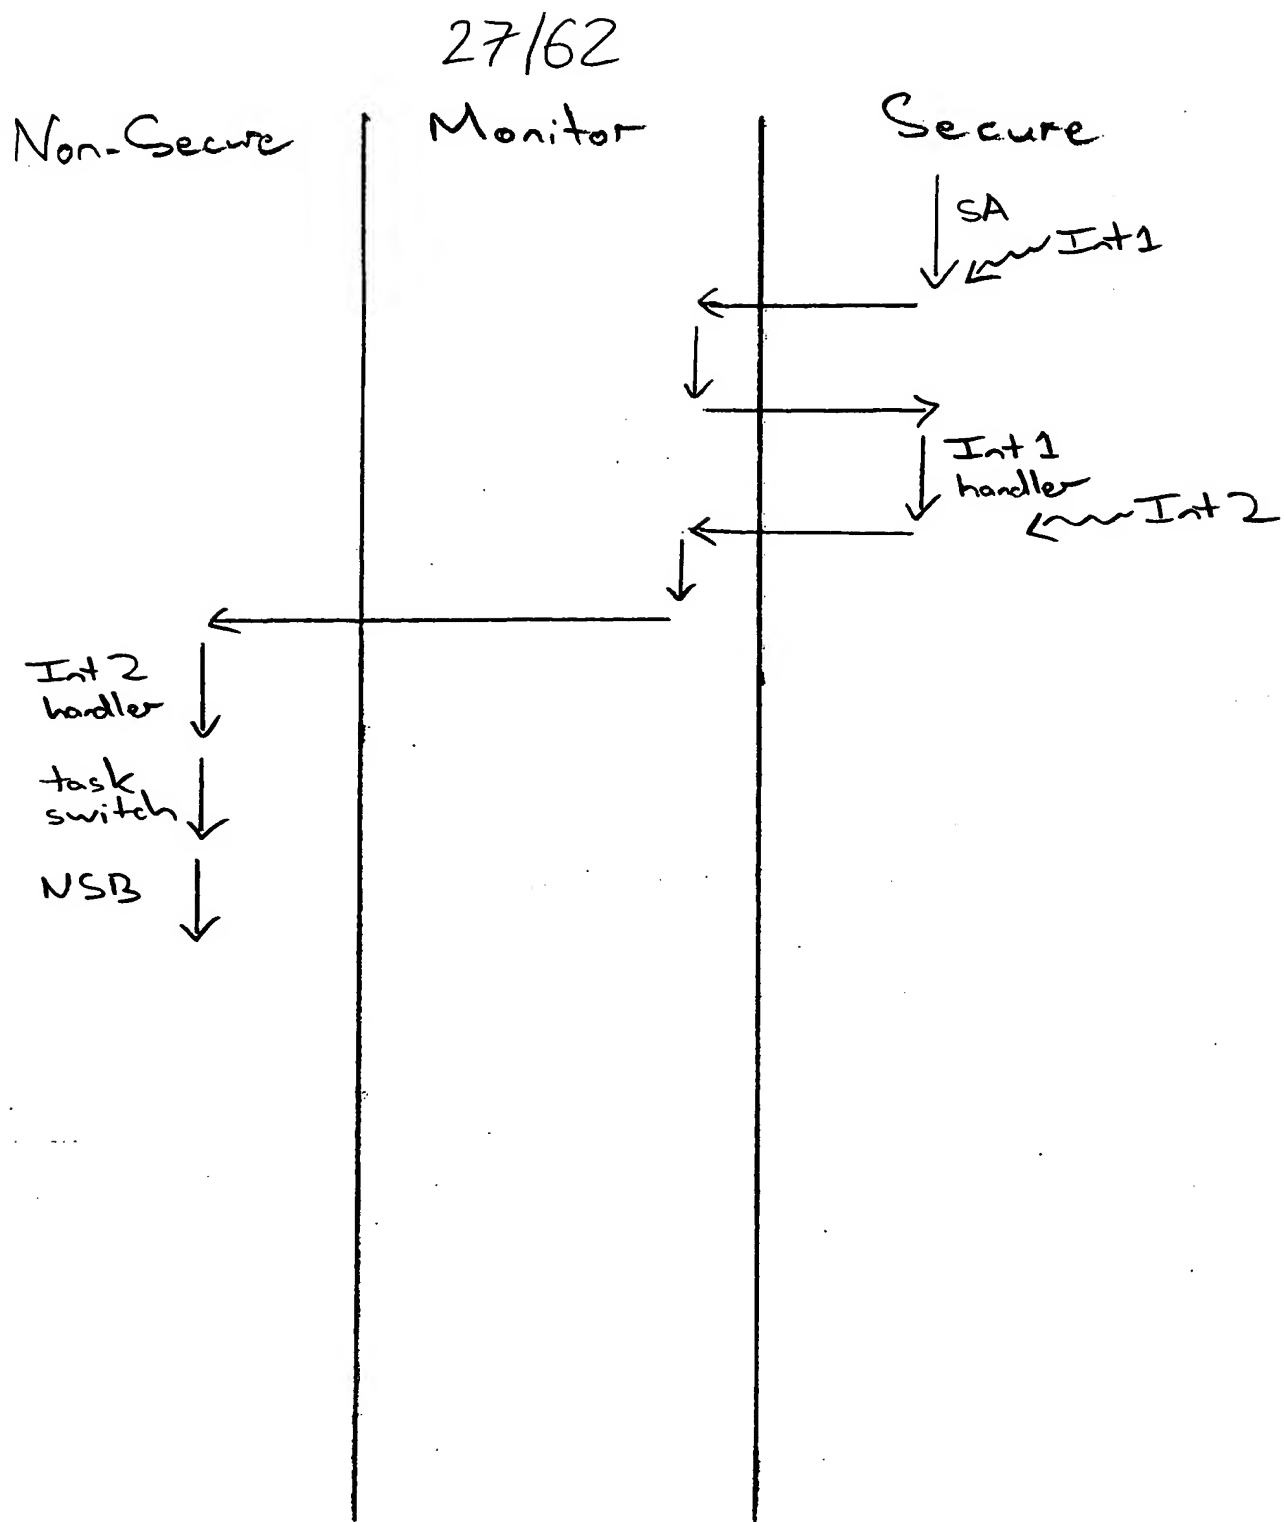 27/62
Non-Secure
Monitor
Secure
SA
Int 1
Int 1
handler
Int 2
Int 2
handler
task
switch
NSB